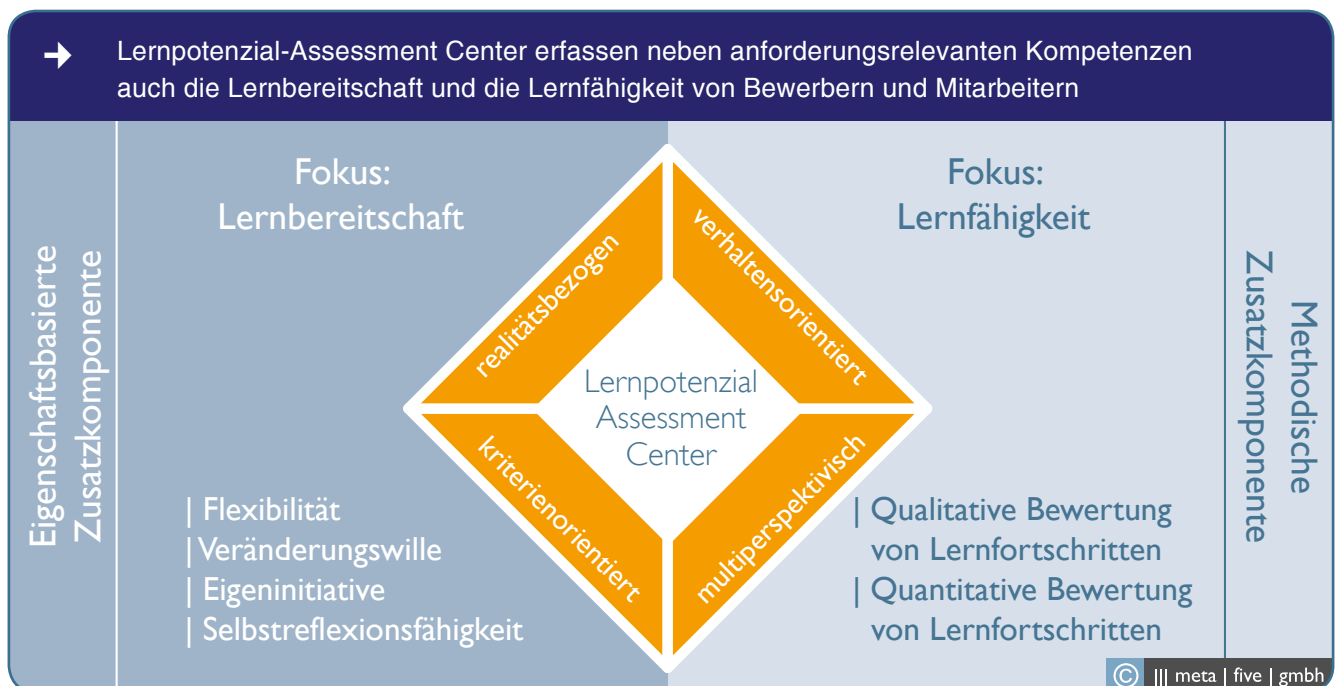 ➔ Lernpotenzial-Assessment Center erfassen neben anforderungsrelevanten Kompetenzen
auch die Lernbereitschaft und die Lernfähigkeit von Bewerbern und Mitarbeitern
Eigenschaftsbasierte
Zusatzkomponente
Fokus:
Lernbereitschaft
| Flexibilität
| Veränderungswille
| Eigeninitiative
| Selbstreflexionsfähigkeit
realitätsbezogen
verhaltensorientiert
Lernpotenzial
Assessment
Center
kriterienorientiert
multiperspektivisch
Fokus:
Lernfähigkeit
| Qualitative Bewertung
von Lernfortschritten
| Quantitative Bewertung
von Lernfortschritten
Methodische
Zusatzkomponente
© ||| meta | five | gmbh